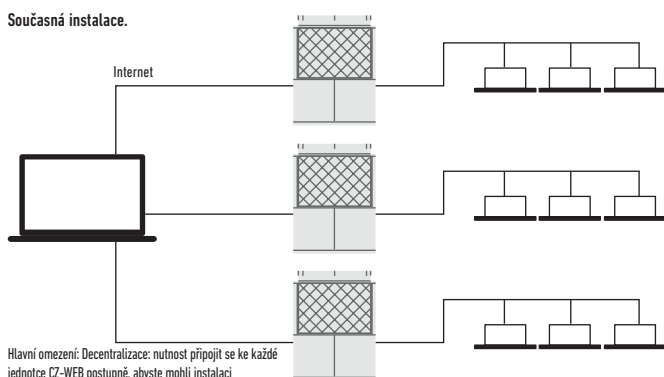 Současná instalace.
Internet
Hlavní omezení: Decentralizace: nutnost připojit se ke každé
jednotce CZ-WEB postupně, abyste mohli instalaci